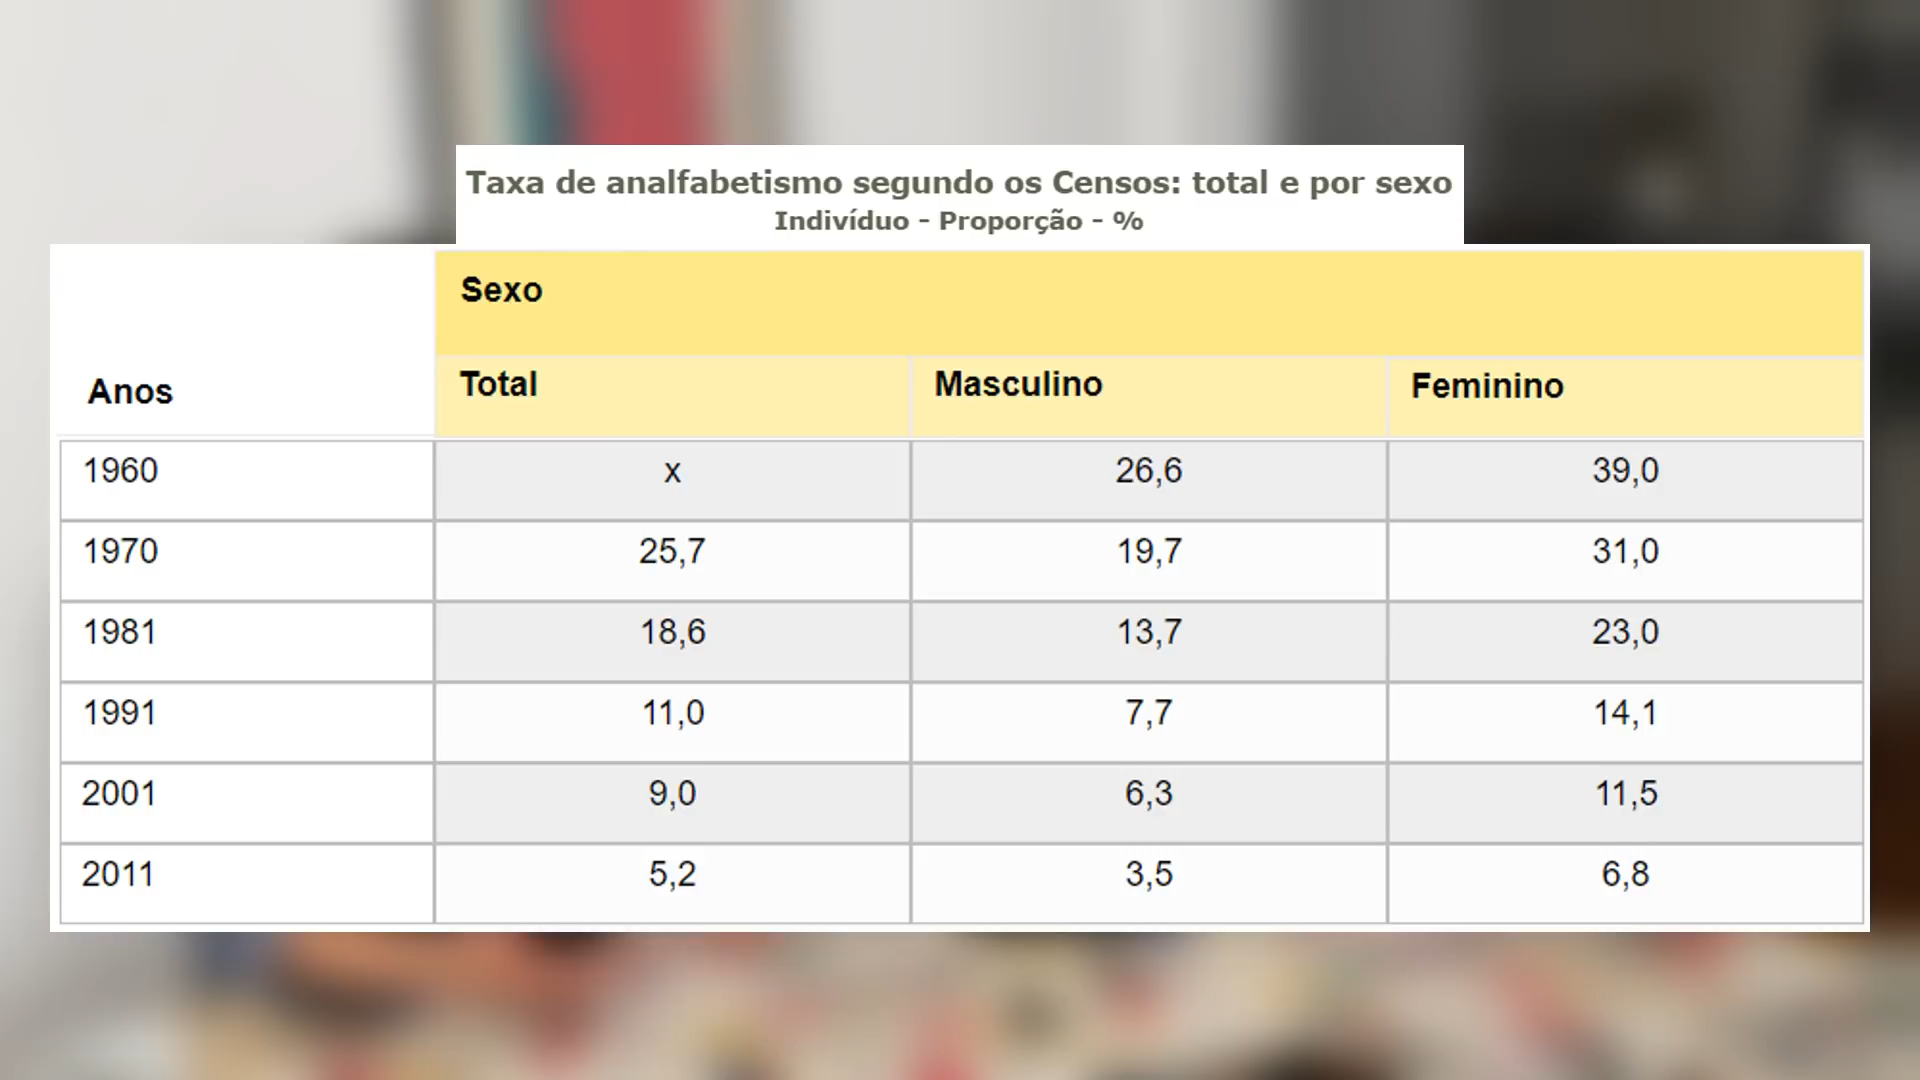 Taxa de analfabetismo segundo os Censos: total e por sexo
Indivíduo - Proporção - %
Sexo
Anos Total Masculino Feminino
1960 x 26,6 39,0
1970 25,7 19,7 31,0
1981 18,6 13,7 23,0
1991 11,0 7,7 14,1
2001 9,0 6,3 11,5
2011 5,2 3,5 6,8